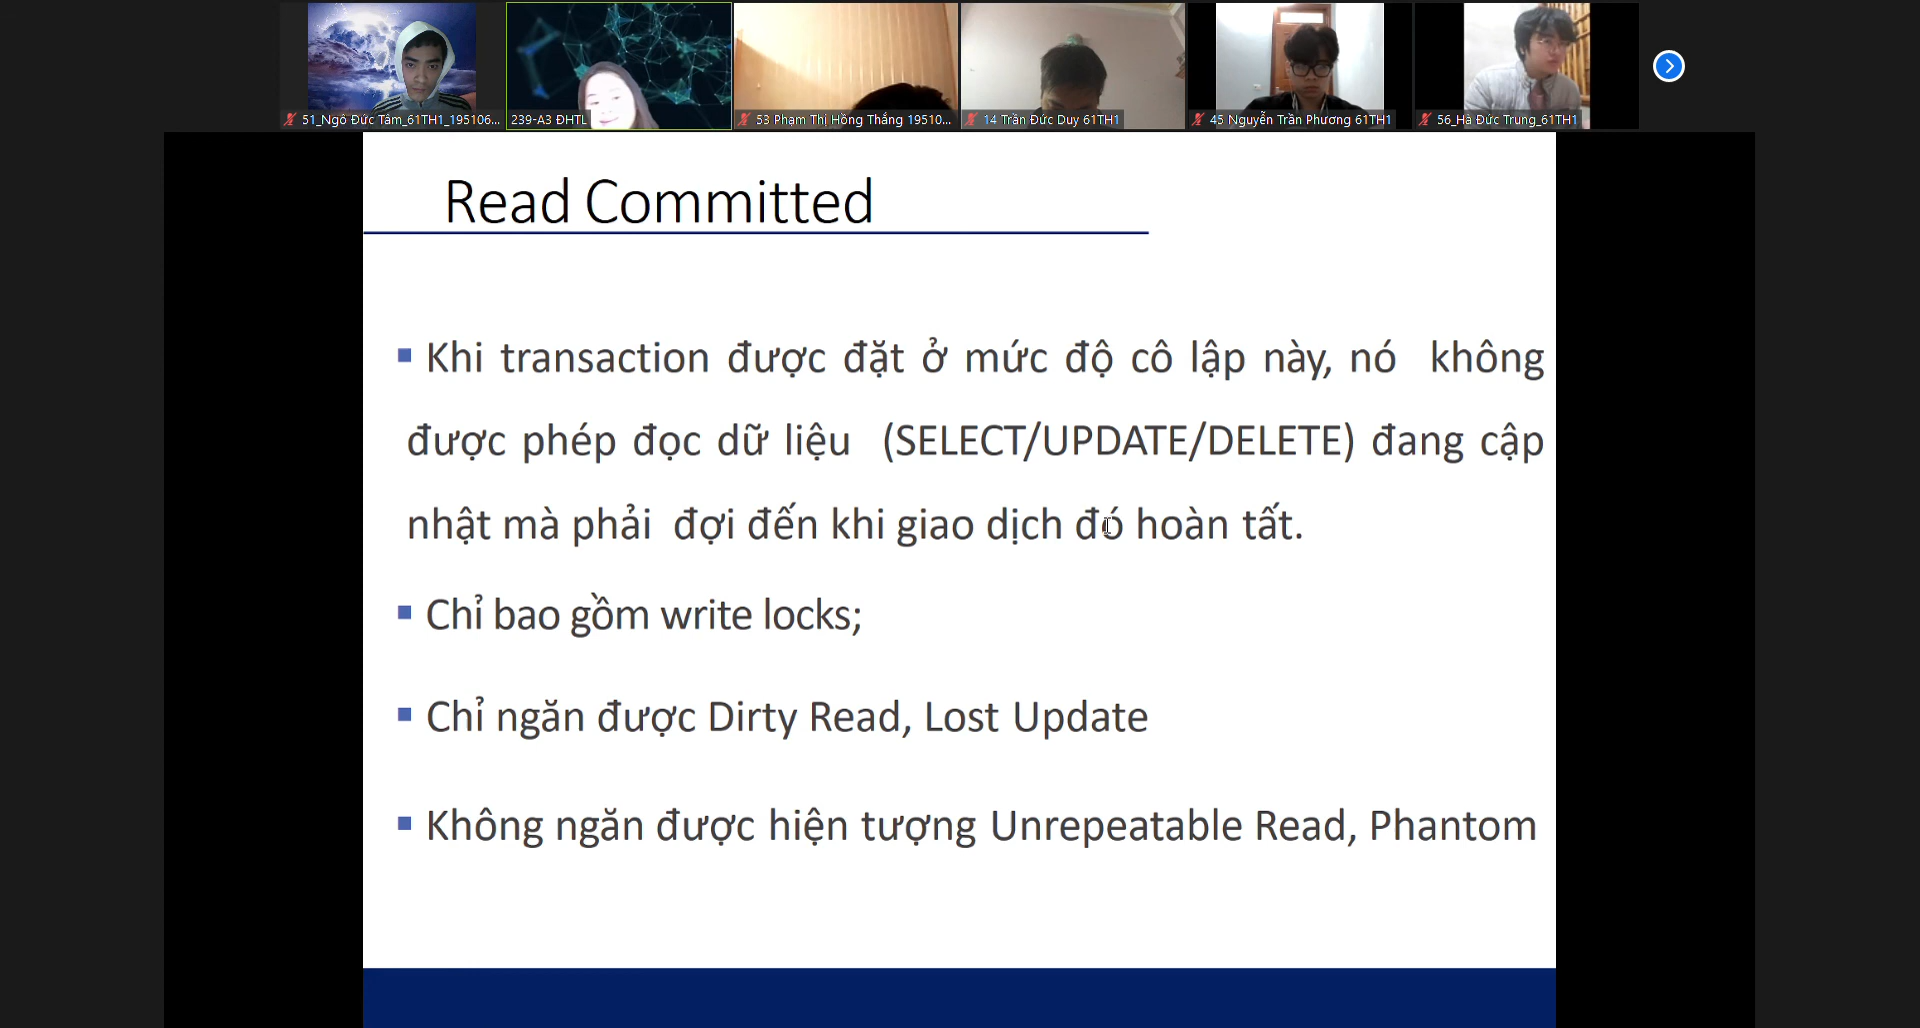 51_Ngô Đức Tâm_61TH1_195106...
239-A3 ĐHTL
53 Phạm Thị Hồng Thắng 19510...
14 Trần Đức Duy 61TH1
45 Nguyễn Trần Phương 61TH1
56_Hà Đức Trung_61TH1
Read Committed
Khi transaction được đặt ở mức độ cô lập này, nó không
được phép đọc dữ liệu (SELECT/UPDATE/DELETE) đang cập
nhật mà phải đợi đến khi giao dịch đó hoàn tất.
Chỉ bao gồm write locks;
Chỉ ngăn được Dirty Read, Lost Update
Không ngăn được hiện tượng Unrepeatable Read, Phantom